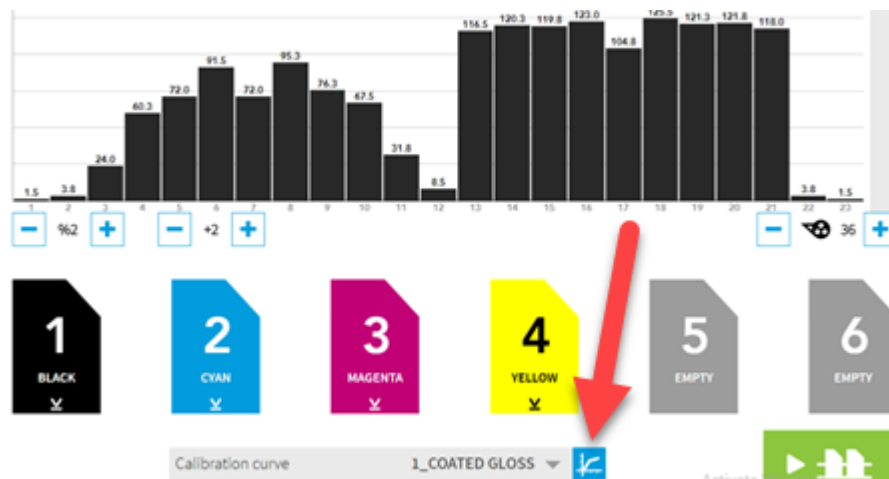 116.5 120.3 119.8 123.0 104.8 125.5 121.3 121.8 118.0
91.5 95.3
72.0 72.0 76.3
60.3 67.5
24.0 31.8
1.5 3.8 8.5 3.8 1.5
1 2 3 4 5 6 7 8 9 10 11 12 13 14 15 16 17 18 19 20 21 22 23
%2 +2 36
1 2 3 4 5 6
BLACK CYAN MAGENTA YELLOW EMPTY EMPTY
Calibration curve 1_COATED GLOSS